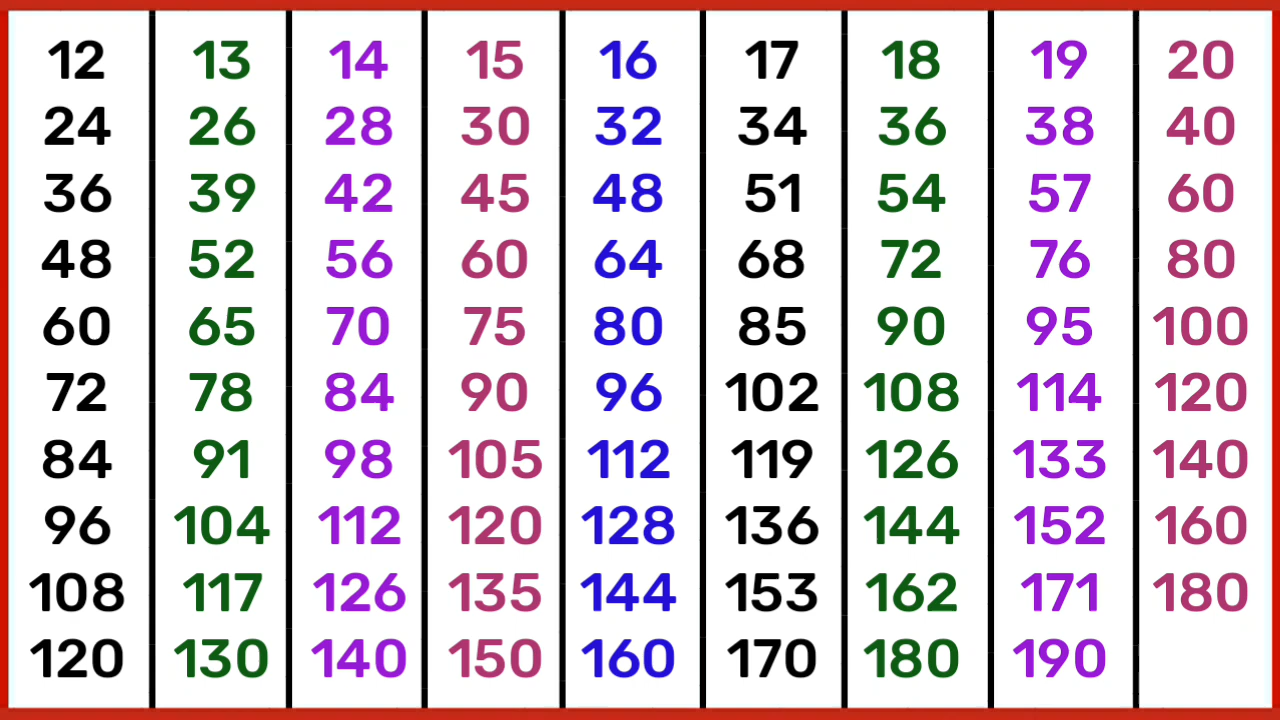 12 13 14 15 16 17 18 19 20
24 26 28 30 32 34 36 38 40
36 39 42 45 48 51 54 57 60
48 52 56 60 64 68 72 76 80
60 65 70 75 80 85 90 95 100
72 78 84 90 96 102 108 114 120
84 91 98 105 112 119 126 133 140
96 104 112 120 128 136 144 152 160
108 117 126 135 144 153 162 171 180
120 130 140 150 160 170 180 190